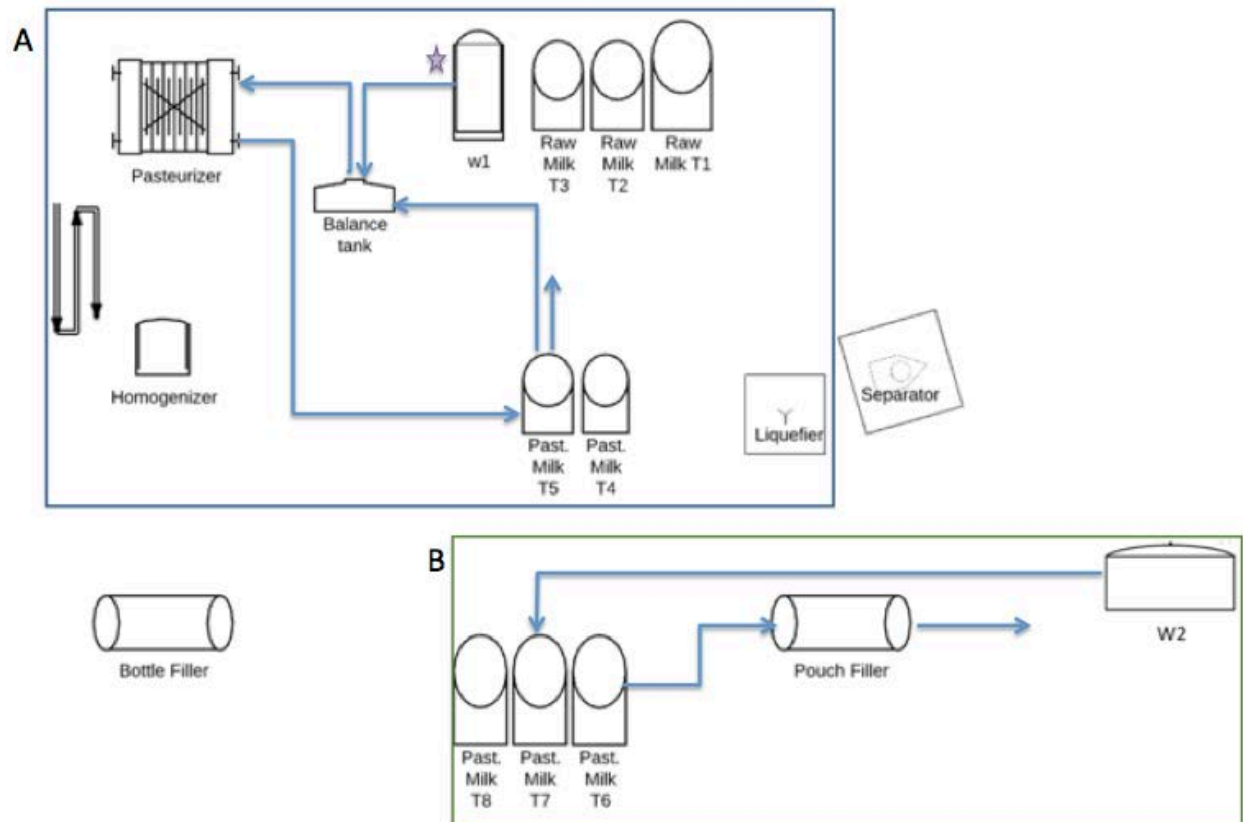 A
Pasteurizer
w1
Raw
Milk
T3
Raw
Milk
T2
Raw
Milk T1
Balance
tank
Homogenizer
Past.
Milk
T5
Past.
Milk
T4
Liquefier
Separator
B
Bottle Filler
Past.
Milk
T8
Past.
Milk
T7
Past.
Milk
T6
Pouch Filler
W2